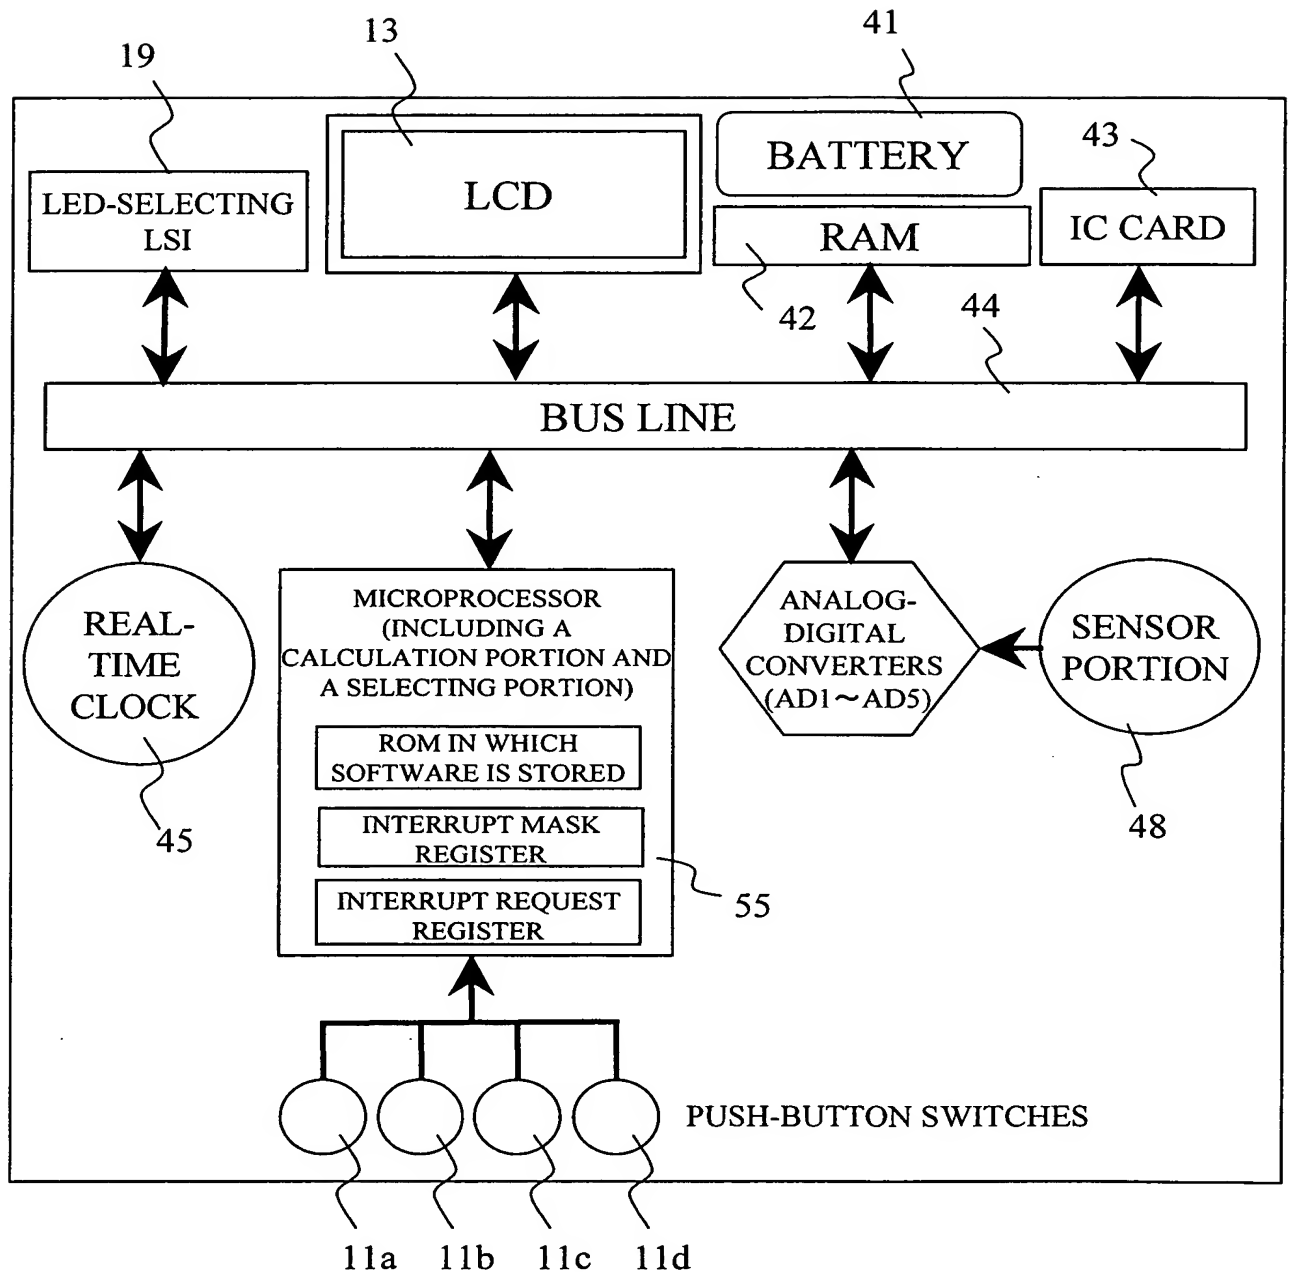 13
41
19
43
BATTERY
LED-SELECTING
LSI
LCD
RAM
IC CARD
42
44
BUS LINE
REAL-
TIME
CLOCK
MICROPROCESSOR
(INCLUDING A
CALCULATION PORTION AND
A SELECTING PORTION)
ANALOG-
DIGITAL
CONVERTERS
(AD1～AD5)
SENSOR
PORTION
ROM IN WHICH
SOFTWARE IS STORED
45
48
INTERRUPT MASK
REGISTER
55
INTERRUPT REQUEST
REGISTER
PUSH-BUTTON SWITCHES
11a
11b
11c
11d